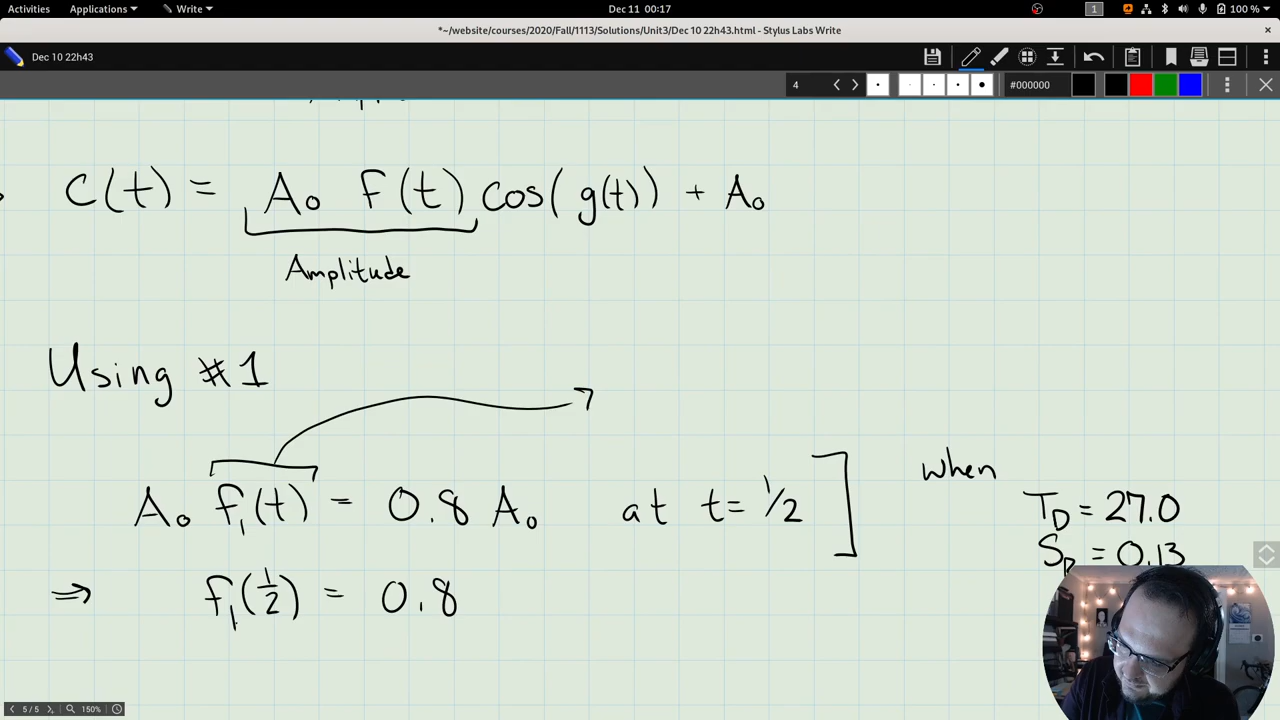 Activities Applications Write Dec 11 00:17 1 100 %
*~/website/courses/2020/Fall/1113/Solutions/Unit3/Dec 10 22h43.html - Stylus Labs Write
Dec 10 22h43
4 #000000
C(t) = A₀ f(t) cos(g(t)) + A₀
Amplitude
Using #1
A₀ f₁(t) = 0.8 A₀ at t= 1/2 ] when
T_D = 27.0
S_D = 0.13
⇒ f₁(1/2) = 0.8
5/5 150%